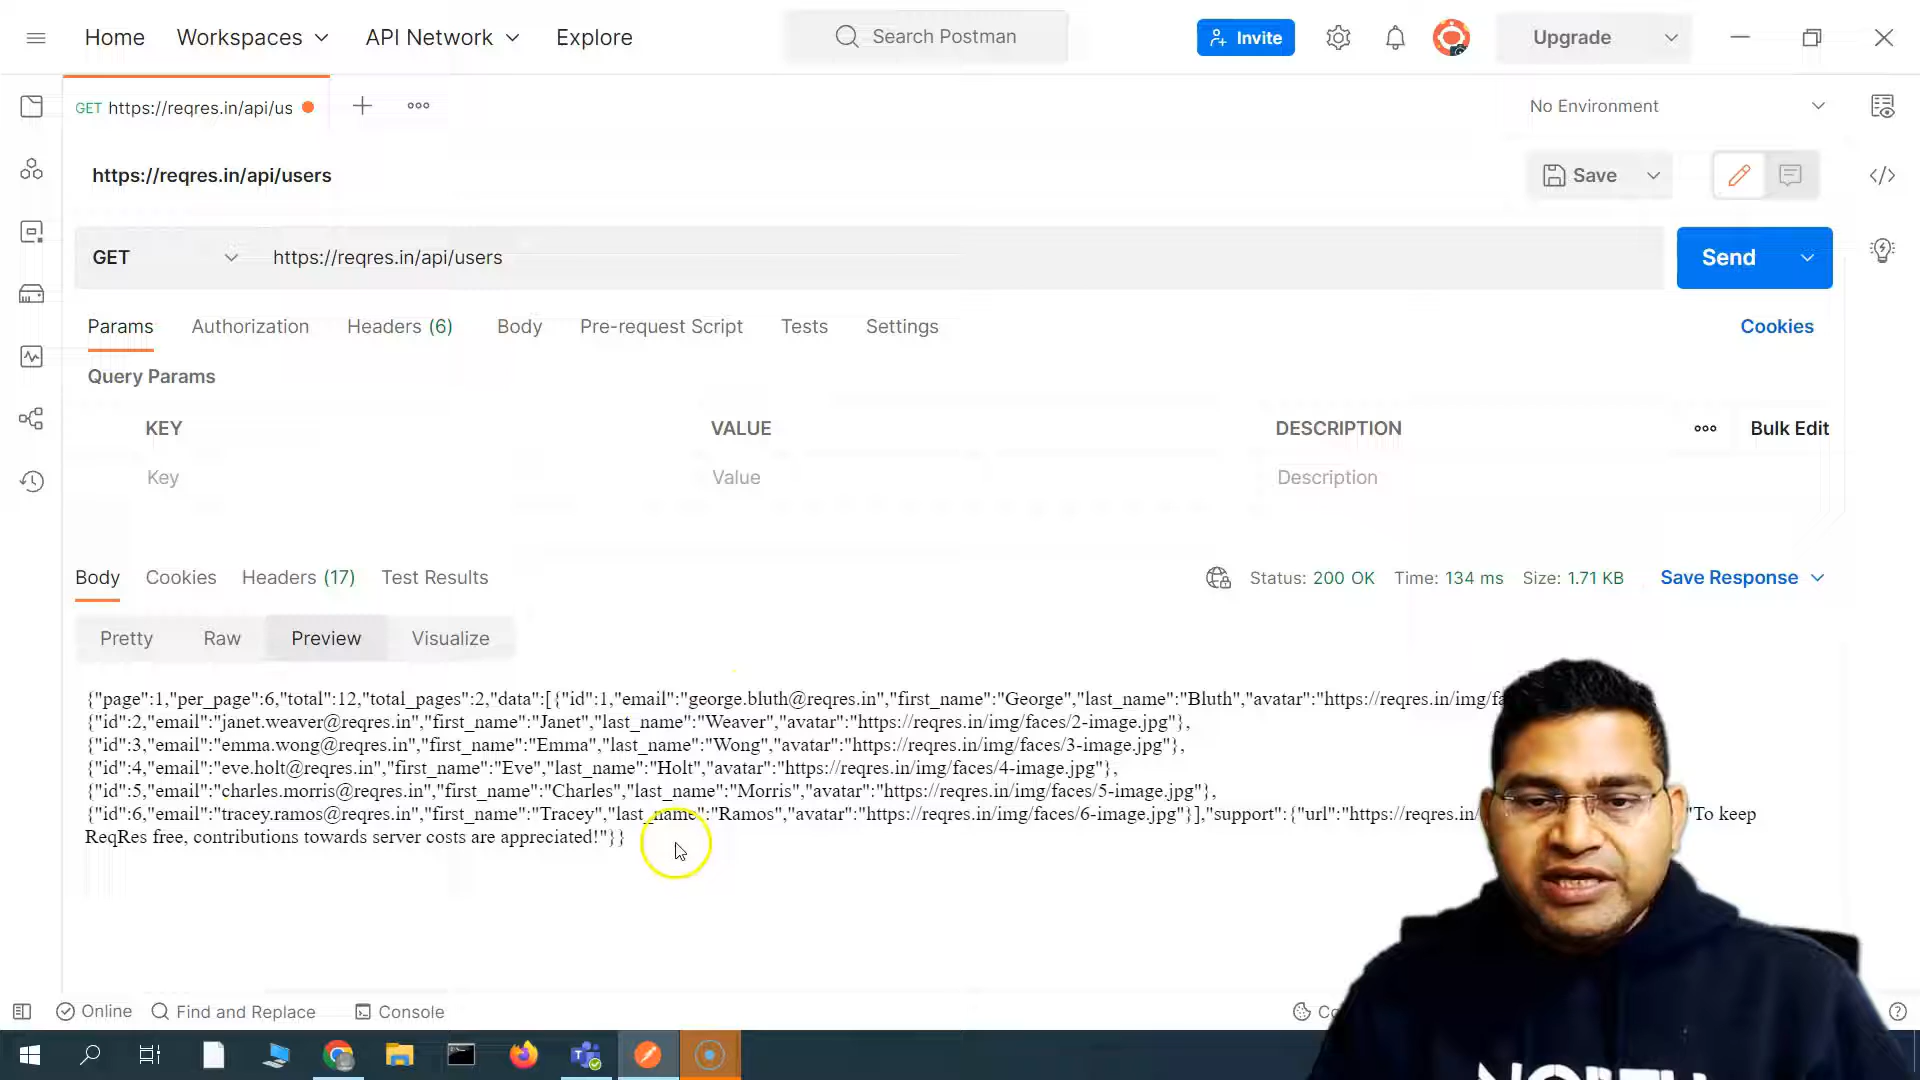 Home Workspaces API Network Explore Search Postman Invite Upgrade
GET https://reqres.in/api/us No Environment
https://reqres.in/api/users Save
GET https://reqres.in/api/users Send
Params Authorization Headers (6) Body Pre-request Script Tests Settings Cookies
Query Params
KEY VALUE DESCRIPTION Bulk Edit
Key Value Description
Body Cookies Headers (17) Test Results Status: 200 OK Time: 134 ms Size: 1.71 KB Save Response
Pretty Raw Preview Visualize
{"page":1,"per_page":6,"total":12,"total_pages":2,"data":[{"id":1,"email":"george.bluth@reqres.in","first_name":"George","last_name":"Bluth","avatar":"https://reqres.in/img/fa
{"id":2,"email":"janet.weaver@reqres.in","first_name":"Janet","last_name":"Weaver","avatar":"https://reqres.in/img/faces/2-image.jpg"},
{"id":3,"email":"emma.wong@reqres.in","first_name":"Emma","last_name":"Wong","avatar":"https://reqres.in/img/faces/3-image.jpg"},
{"id":4,"email":"eve.holt@reqres.in","first_name":"Eve","last_name":"Holt","avatar":"https://reqres.in/img/faces/4-image.jpg"},
{"id":5,"email":"charles.morris@reqres.in","first_name":"Charles","last_name":"Morris","avatar":"https://reqres.in/img/faces/5-image.jpg"},
{"id":6,"email":"tracey.ramos@reqres.in","first_name":"Tracey","last_name":"Ramos","avatar":"https://reqres.in/img/faces/6-image.jpg"}],"support":{"url":"https://reqres.in/ "To keep
ReqRes free, contributions towards server costs are appreciated!"}}
Online Find and Replace Console